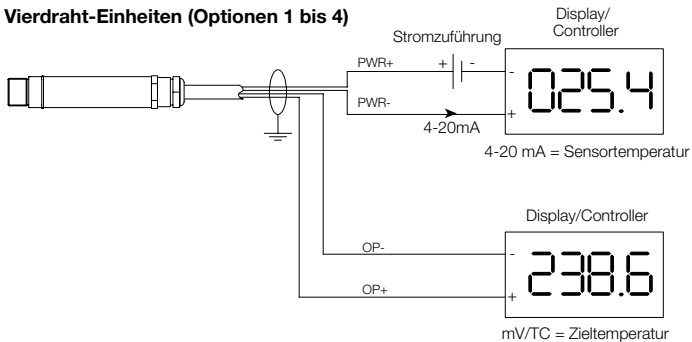 Vierdraht-Einheiten (Optionen 1 bis 4)
Display/
Controller
Stromzuführung
PWR+
+ -
-
025.4
PWR-
+
4-20mA
4-20 mA = Sensortemperatur
Display/Controller
OP-
-
238.6
OP+
+
mV/TC = Zieltemperatur